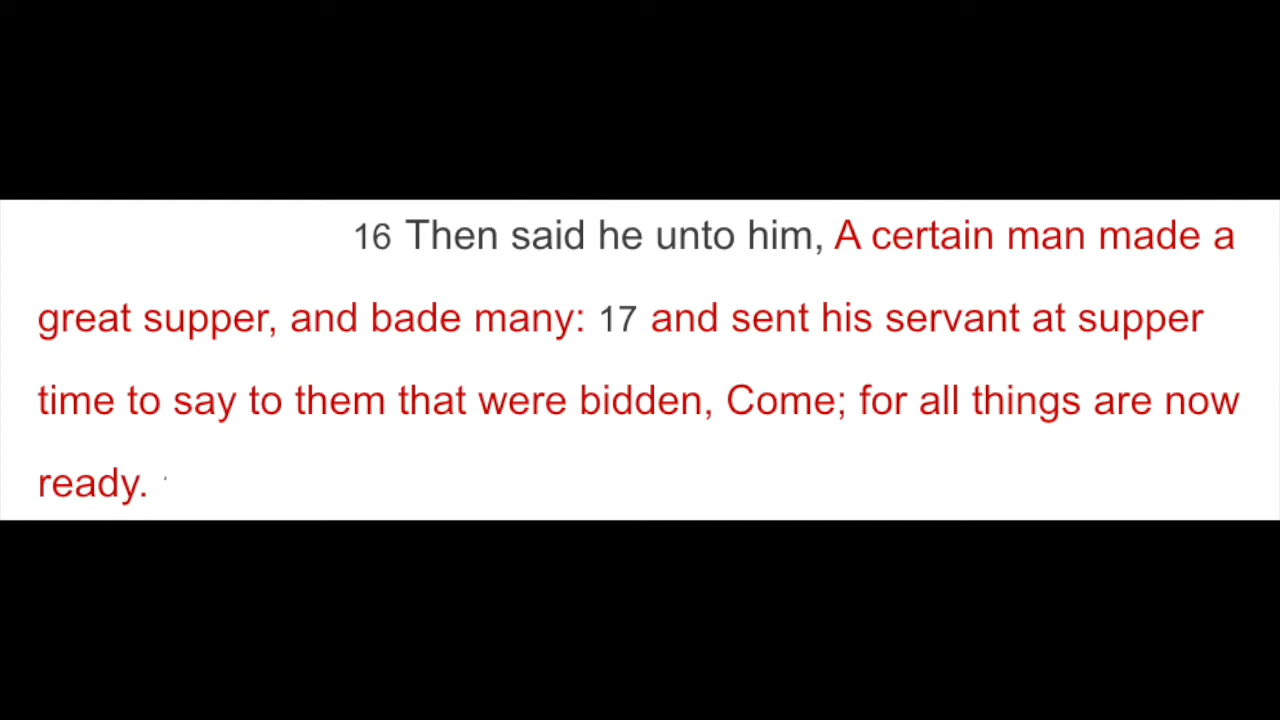 16 Then said he unto him, A certain man made a
great supper, and bade many: 17 and sent his servant at supper
time to say to them that were bidden, Come; for all things are now
ready.